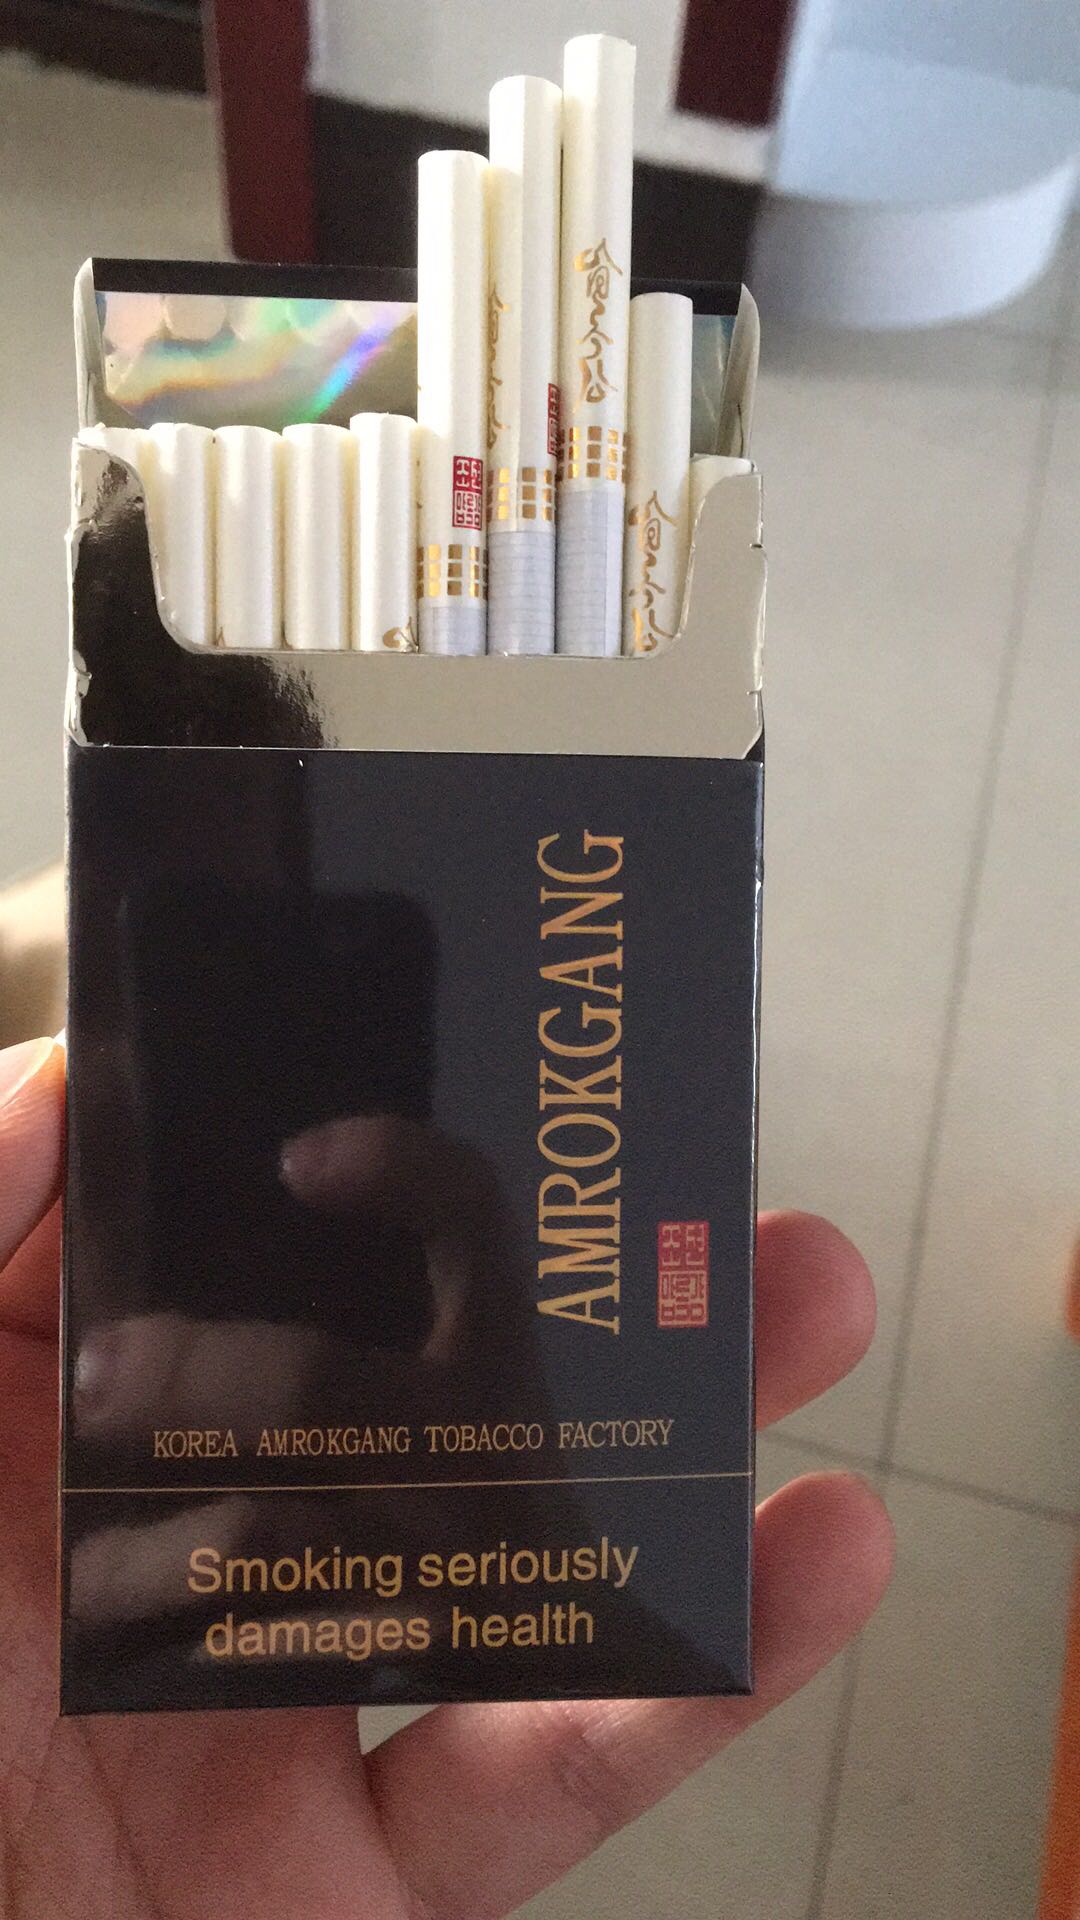 AMROKGANG
KOREA AMROKGANG TOBACCO FACTORY
Smoking seriously
damages health